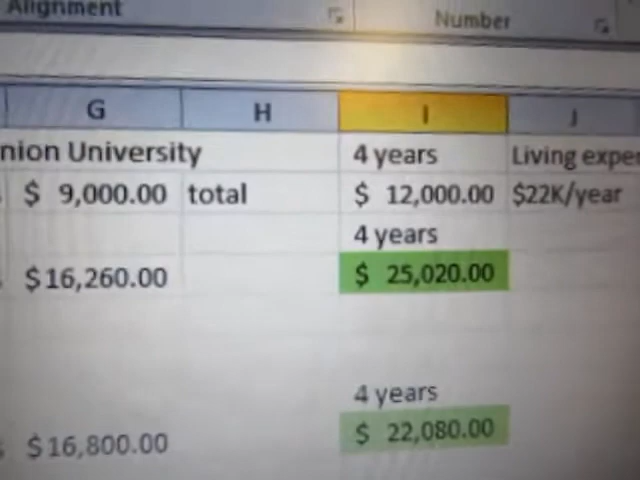 Alignment
Number
G H I J
nion University 4 years Living exper
$ 9,000.00 total $ 12,000.00 $22K/year
4 years
$16,260.00 $ 25,020.00
4 years
$16,800.00 $ 22,080.00